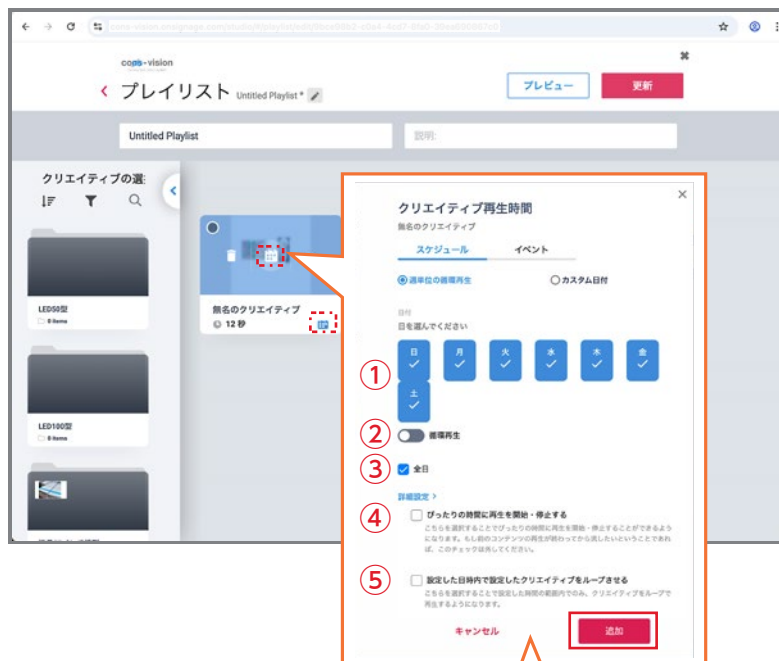 cons-vision
プレイリスト Untitled Playlist *
プレビュー
更新
Untitled Playlist
説明:
クリエイティブの選
LED50型
0 items
LED100型
0 items
無名のクリエイティブ
12 秒
クリエイティブ再生時間
無名のクリエイティブ
スケジュール イベント
週単位の循環再生 カスタム日付
日付
日を選んでください
① 日 月 火 水 木 金
土
② 循環再生
③ 全日
詳細設定 >
④ ぴったりの時間に再生を開始・停止する
こちらを選択することでぴったりの時間に再生を開始・停止することができるよう
になります。もし前のコンテンツの再生が終わってから流したいということであれ
ば、このチェックは外してください。
⑤ 設定した日時内で設定したクリエイティブをループさせる
こちらを選択することで設定した時間の範囲内でのみ、クリエイティブをループで
再生するようになります。
キャンセル 追加